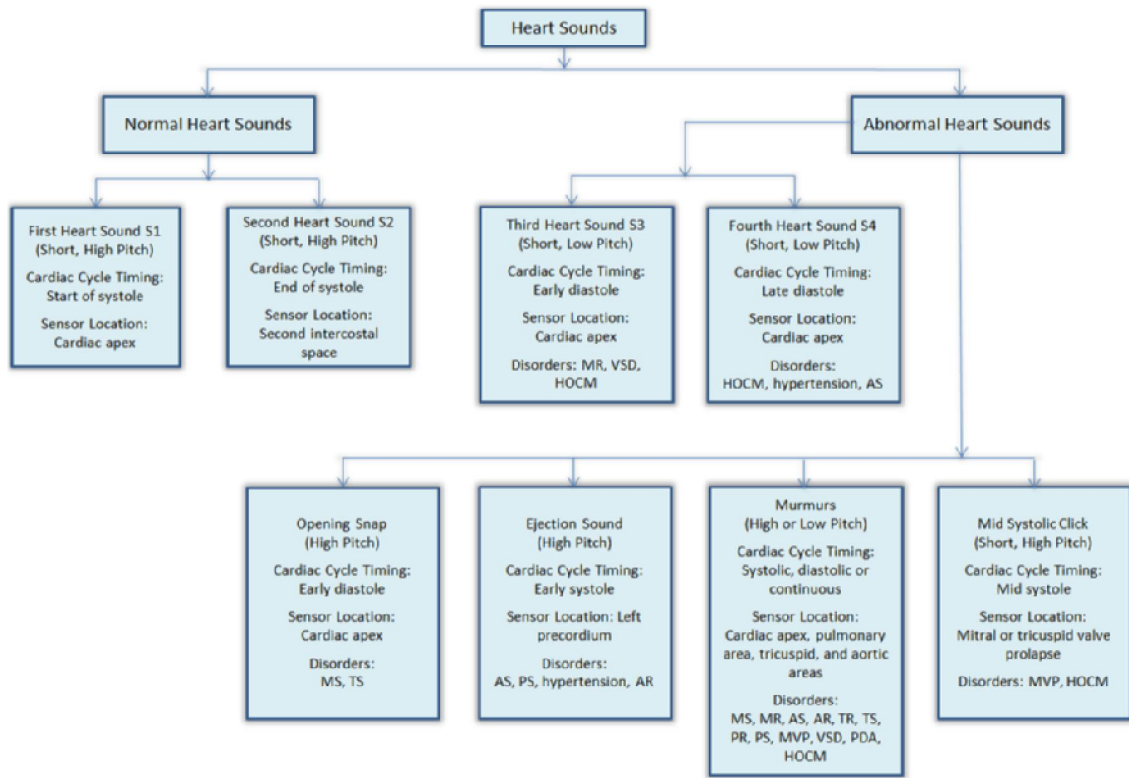 Heart Sounds
Normal Heart Sounds
Abnormal Heart Sounds
First Heart Sound S1
(Short, High Pitch)
Cardiac Cycle Timing:
Start of systole
Sensor Location:
Cardiac apex
Second Heart Sound S2
(Short, High Pitch)
Cardiac Cycle Timing:
End of systole
Sensor Location:
Second intercostal
space
Third Heart Sound S3
(Short, Low Pitch)
Cardiac Cycle Timing:
Early diastole
Sensor Location:
Cardiac apex
Disorders: MR, VSD,
HOCM
Fourth Heart Sound S4
(Short, Low Pitch)
Cardiac Cycle Timing:
Late diastole
Sensor Location:
Cardiac apex
Disorders:
HOCM, hypertension, AS
Opening Snap
(High Pitch)
Cardiac Cycle Timing:
Early diastole
Sensor Location:
Cardiac apex
Disorders:
MS, TS
Ejection Sound
(High Pitch)
Cardiac Cycle Timing:
Early systole
Sensor Location: Left
precordium
Disorders:
AS, PS, hypertension, AR
Murmurs
(High or Low Pitch)
Cardiac Cycle Timing:
Systolic, diastolic or
continuous
Sensor Location:
Cardiac apex, pulmonary
area, tricuspid, and aortic
areas
Disorders:
MS, MR, AS, AR, TR, TS,
PR, PS, MVP, VSD, PDA,
HOCM
Mid Systolic Click
(Short, High Pitch)
Cardiac Cycle Timing:
Mid systole
Sensor Location:
Mitral or tricuspid valve
prolapse
Disorders: MVP, HOCM